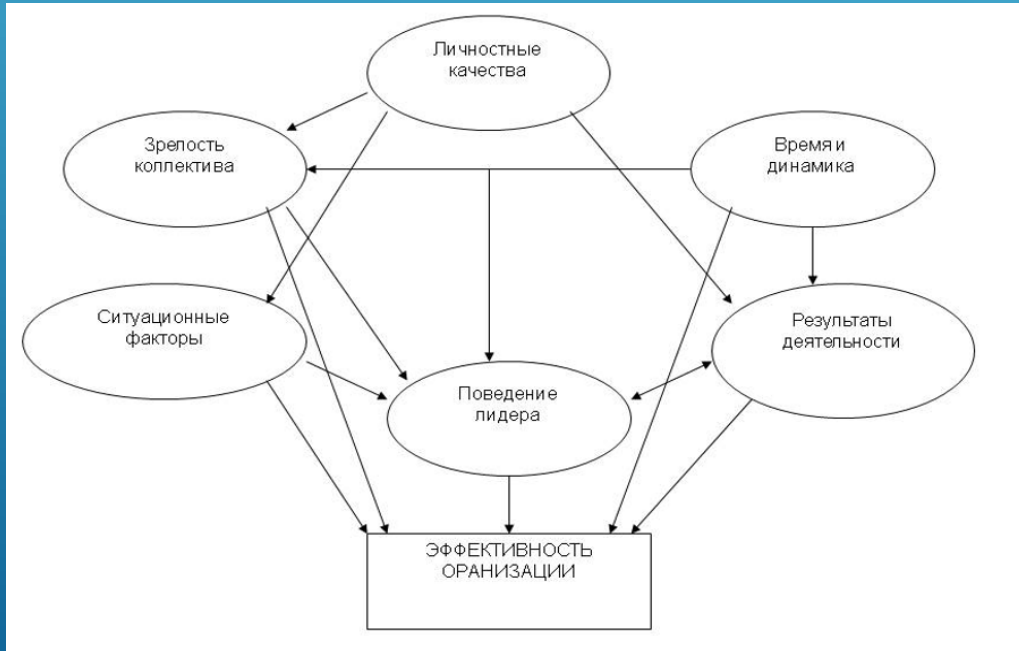 Личностные
качества
Зрелость
коллектива
Время и
динамика
Ситуационные
факторы
Результаты
деятельности
Поведение
лидера
ЭФФЕКТИВНОСТЬ
ОРАНИЗАЦИИ